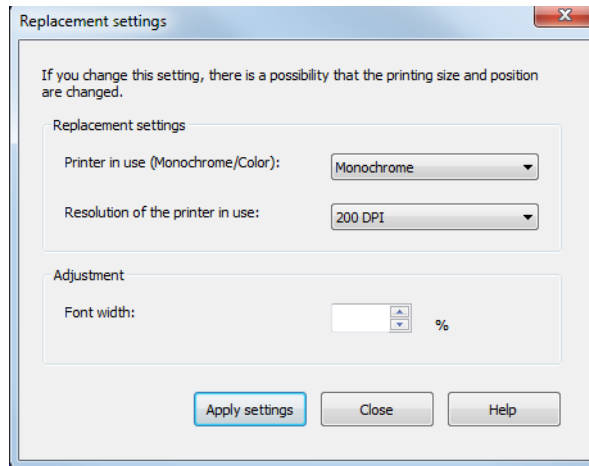 Replacement settings
If you change this setting, there is a possibility that the printing size and position
are changed.
Replacement settings
Printer in use (Monochrome/Color):
Monochrome
Resolution of the printer in use:
200 DPI
Adjustment
Font width:
%
Apply settings
Close
Help